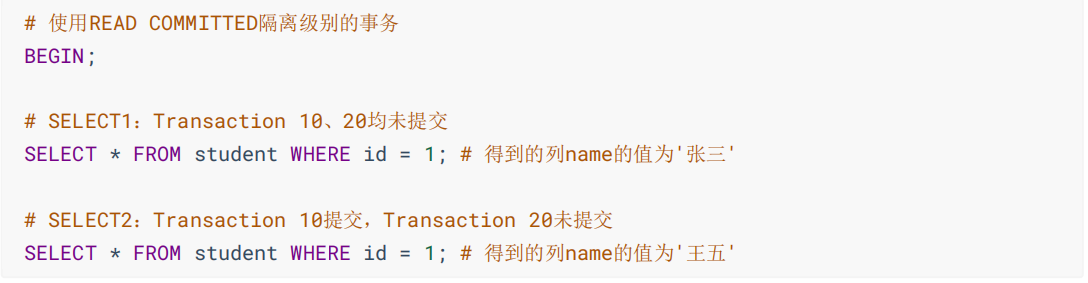 # 使用READ COMMITTED隔离级别的事务
BEGIN;
# SELECT1：Transaction 10、20均未提交
SELECT * FROM student WHERE id = 1; # 得到的列name的值为'张三'
# SELECT2：Transaction 10提交，Transaction 20未提交
SELECT * FROM student WHERE id = 1; # 得到的列name的值为'王五'